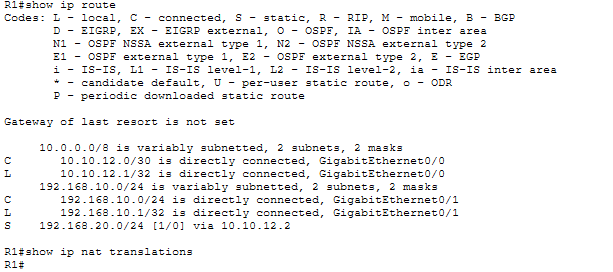 R1#show ip route
Codes: L - local, C - connected, S - static, R - RIP, M - mobile, B - BGP
       D - EIGRP, EX - EIGRP external, O - OSPF, IA - OSPF inter area
       N1 - OSPF NSSA external type 1, N2 - OSPF NSSA external type 2
       E1 - OSPF external type 1, E2 - OSPF external type 2, E - EGP
       i - IS-IS, L1 - IS-IS level-1, L2 - IS-IS level-2, ia - IS-IS inter area
       * - candidate default, U - per-user static route, o - ODR
       P - periodic downloaded static route
Gateway of last resort is not set
     10.0.0.0/8 is variably subnetted, 2 subnets, 2 masks
C       10.10.12.0/30 is directly connected, GigabitEthernet0/0
L       10.10.12.1/32 is directly connected, GigabitEthernet0/0
     192.168.10.0/24 is variably subnetted, 2 subnets, 2 masks
C       192.168.10.0/24 is directly connected, GigabitEthernet0/1
L       192.168.10.1/32 is directly connected, GigabitEthernet0/1
S    192.168.20.0/24 [1/0] via 10.10.12.2
R1#show ip nat translations
R1#